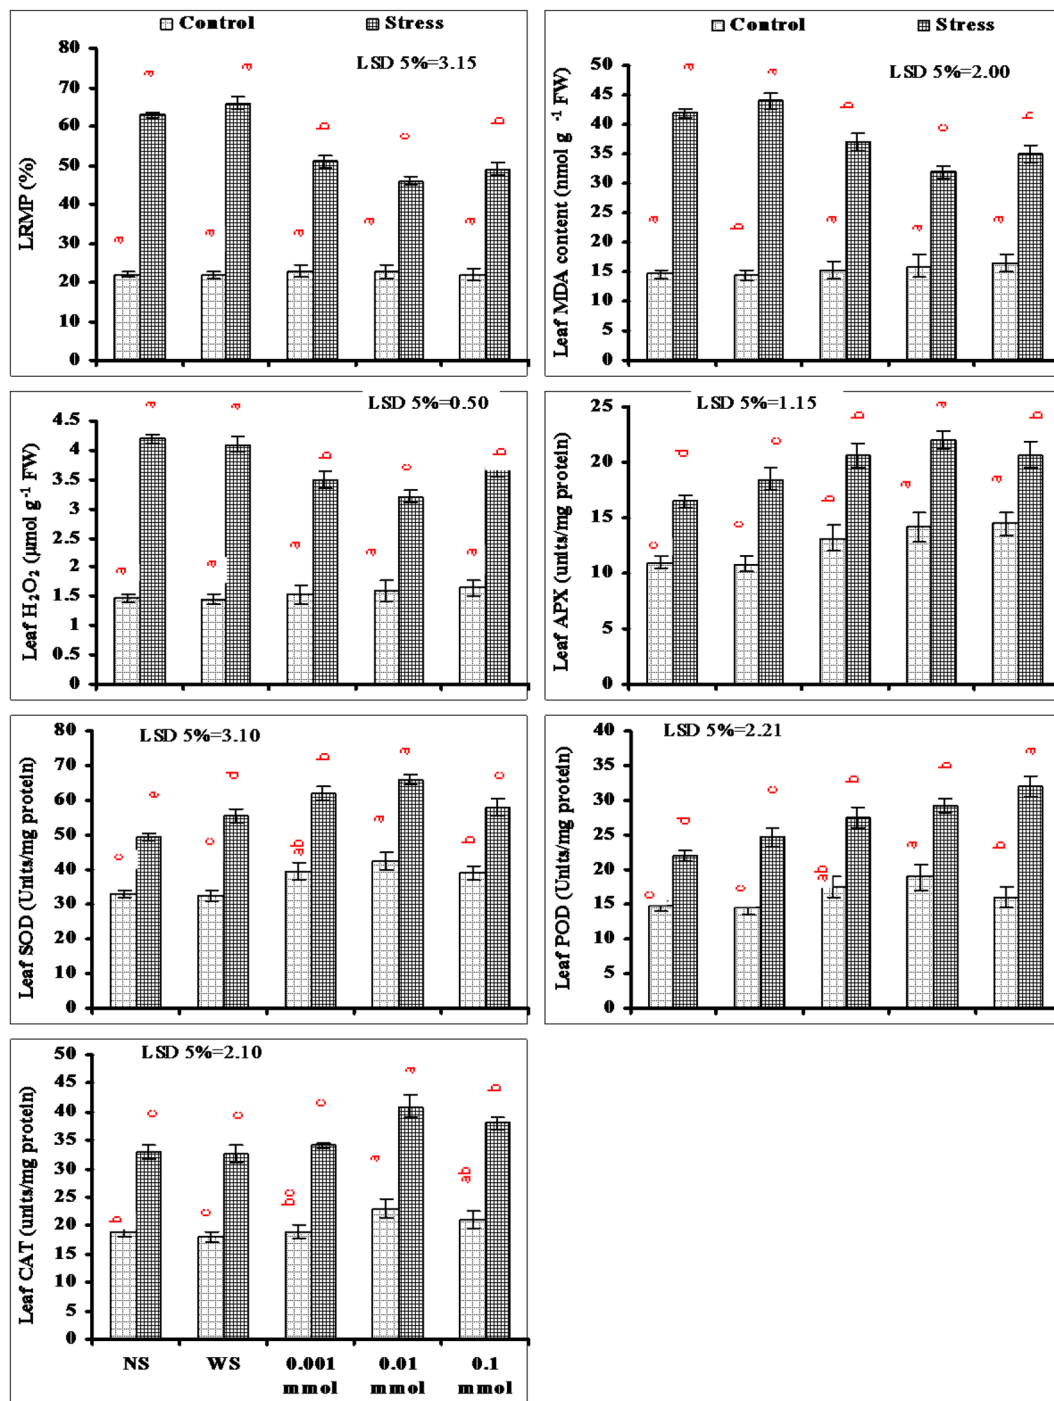 Control Stress
LSD 5%=3.15
LRMP (%)
80
70
60
50
40
30
20
10
0
a
a
a
a
a
b
a
c
a
b
Control Stress
LSD 5%=2.00
Leaf MDA content (nmol g -1 FW)
50
45
40
35
30
25
20
15
10
5
0
a
a
b
a
a
b
a
c
a
b
LSD 5%=0.50
Leaf H2O2 (µmol g-1 FW)
4.5
4
3.5
3
2.5
2
1.5
1
0.5
0
a
a
a
a
a
b
a
c
a
b
LSD 5%=1.15
Leaf APX (units/mg protein)
25
20
15
10
5
0
c
d
c
c
b
b
a
a
a
b
LSD 5%=3.10
Leaf SOD (Units/mg protein)
80
70
60
50
40
30
20
10
0
c
e
c
d
ab
b
a
a
b
c
LSD 5%=2.21
Leaf POD (Units/mg protein)
40
35
30
25
20
15
10
5
0
c
d
c
c
ab
b
a
b
b
a
LSD 5%=2.10
Leaf CAT (units/mg protein)
50
45
40
35
30
25
20
15
10
5
0
b
c
c
c
bc
c
a
a
ab
b
NS WS 0.001 0.01 0.1
mmol mmol mmol